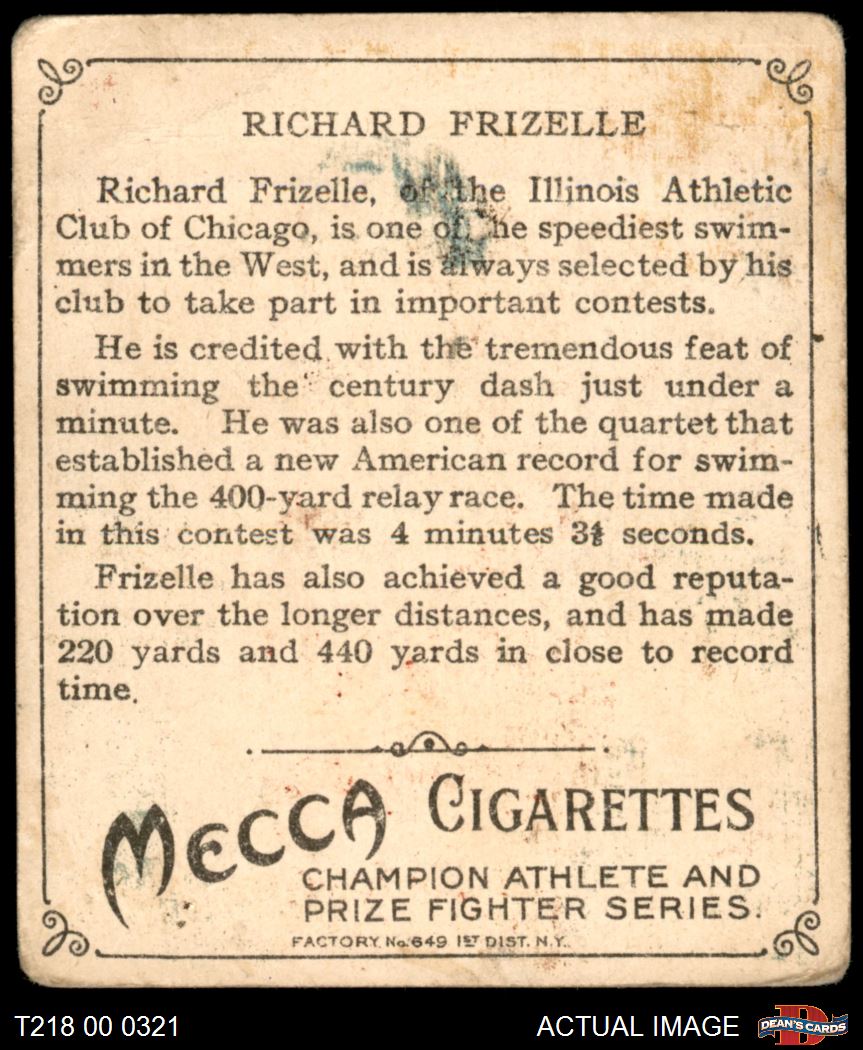 RICHARD FRIZELLE
Richard Frizelle, of the Illinois Athletic
Club of Chicago, is one of the speediest swim-
mers in the West, and is always selected by his
club to take part in important contests.
He is credited with the tremendous feat of
swimming the century dash just under a
minute. He was also one of the quartet that
established a new American record for swim-
ming the 400-yard relay race. The time made
in this contest was 4 minutes seconds.
Frizelle has also achieved a good reputa-
tion over the longer distances, and has made
220 yards and 440 yards in close to record
time.
MECCA CIGARETTES
CHAMPION ATHLETE AND
PRIZE FIGHTER SERIES.
FACTORY No. 649 1ST DIST. N.Y.
T218 00 0321 ACTUAL IMAGE DEAN'S CARDS